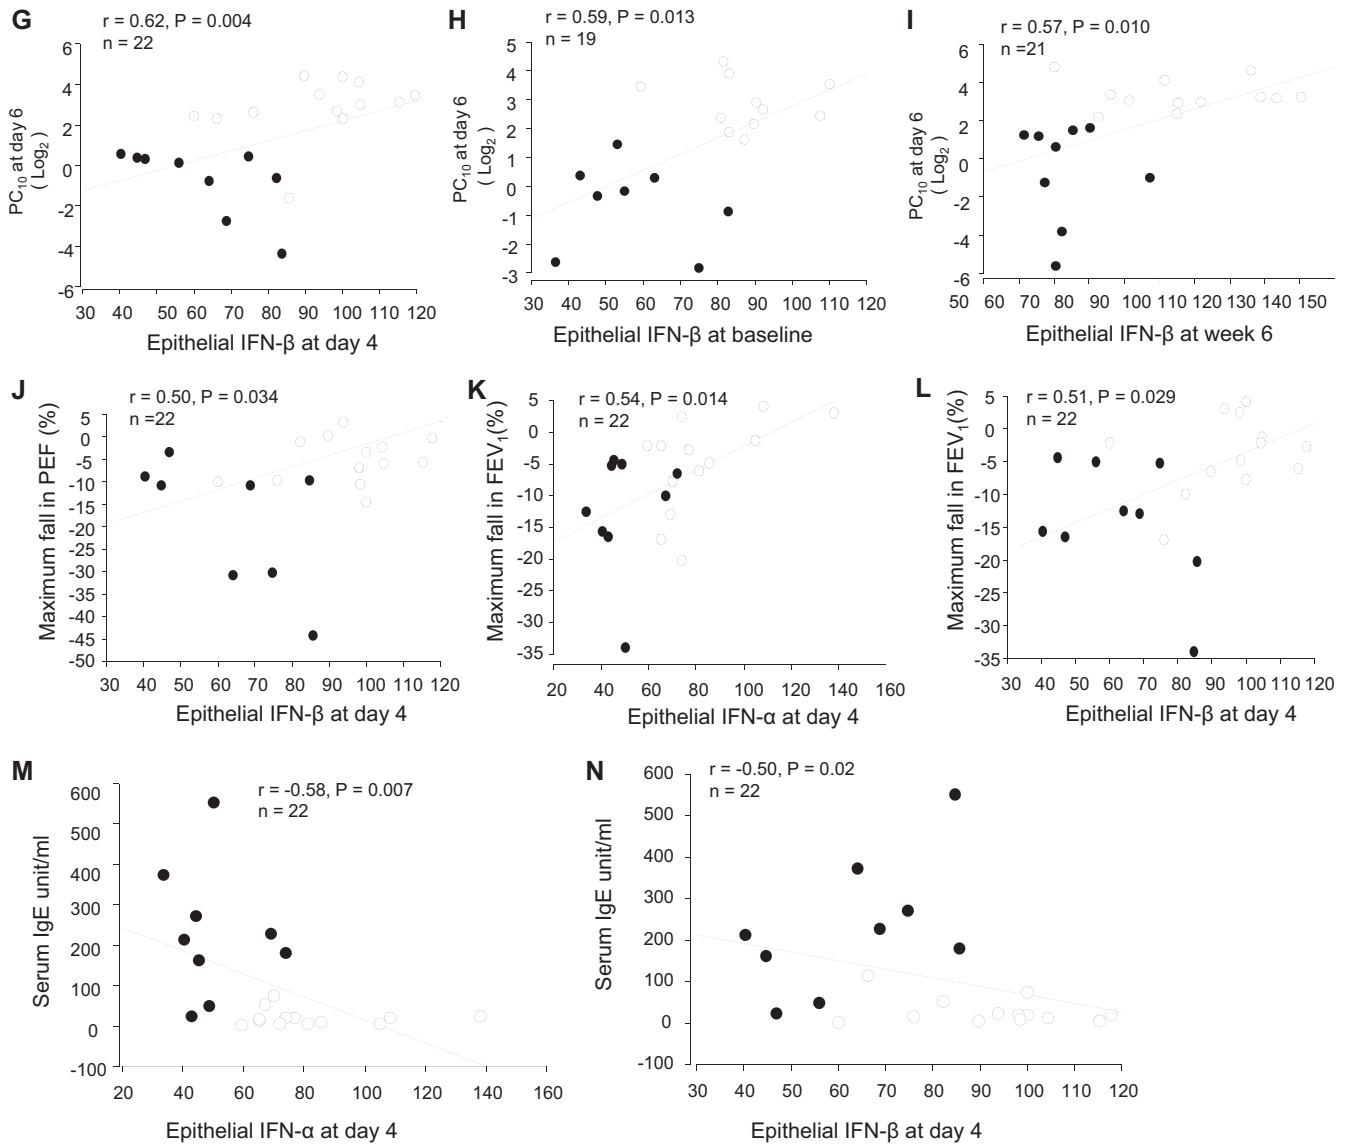 G
r = 0.62, P = 0.004
n = 22
6
4
2
0
-2
-4
-6
PC10 at day 6
( Log2 )
30 40 50 60 70 80 90 100 110 120
Epithelial IFN-β at day 4
H
r = 0.59, P = 0.013
n = 19
5
4
3
2
1
0
-1
-2
-3
PC10 at day 6
( Log2 )
30 40 50 60 70 80 90 100 110 120
Epithelial IFN-β at baseline
I
r = 0.57, P = 0.010
n =21
6
4
2
0
-2
-4
-6
PC10 at day 6
( Log2 )
50 60 70 80 90 100 110 120 130 140 150
Epithelial IFN-β at week 6
J
r = 0.50, P = 0.034
n =22
5
0
-5
-10
-15
-20
-25
-30
-35
-40
-45
-50
Maximum fall in PEF (%)
30 40 50 60 70 80 90 100 110 120
Epithelial IFN-β at day 4
K
r = 0.54, P = 0.014
n = 22
5
0
-5
-10
-15
-20
-25
-30
-35
Maximum fall in FEV1(%)
20 40 60 80 100 120 140 160
Epithelial IFN-α at day 4
L
r = 0.51, P = 0.029
n = 22
5
0
-5
-10
-15
-20
-25
-30
-35
Maximum fall in FEV1(%)
30 40 50 60 70 80 90 100 110 120
Epithelial IFN-β at day 4
M
r = -0.58, P = 0.007
n = 22
600
500
400
300
200
100
0
-100
Serum IgE unit/ml
20 40 60 80 100 120 140 160
Epithelial IFN-α at day 4
N
r = -0.50, P = 0.02
n = 22
600
500
400
300
200
100
0
-100
Serum IgE unit/ml
30 40 50 60 70 80 90 100 110 120
Epithelial IFN-β at day 4